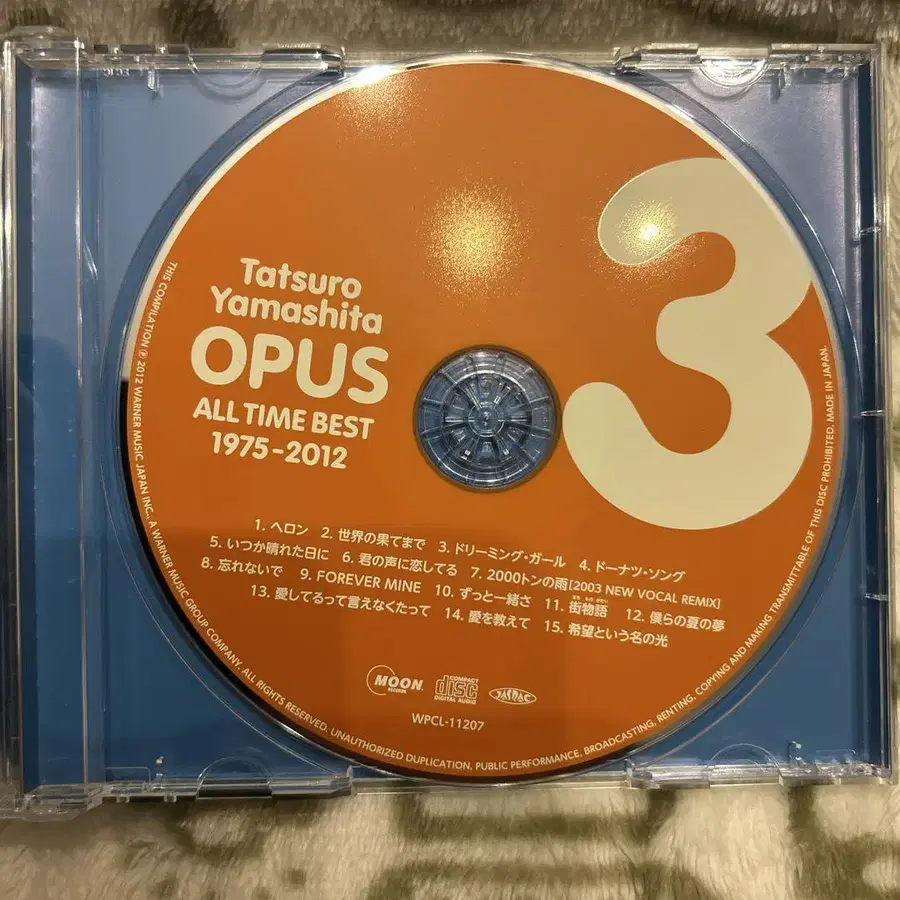 Tatsuro
Yamashita
OPUS
ALL TIME BEST
1975-2012
3
1. ヘロン 2. 世界の果てまで 3. ドリーミング・ガール 4. ドーナツ・ソング
5. いつか晴れた日に 6. 君の声に恋してる 7. 2000トンの雨[2003 NEW VOCAL REMIX]
8. 忘れないで 9. FOREVER MINE 10. ずっと一緒さ 11. 街物語 12. 僕らの夏の夢
13. 愛してるって言えなくたって 14. 愛を教えて 15. 希望という名の光
MOON
RECORDS
COMPACT
disc
DIGITAL AUDIO
JASRAC
WPCL-11207
THIS COMPILATION ℗ 2012 WARNER MUSIC JAPAN INC., A WARNER MUSIC GROUP COMPANY. ALL RIGHTS RESERVED. UNAUTHORIZED DUPLICATION, PUBLIC PERFORMANCE, BROADCASTING, RENTING, COPYING AND MAKING TRANSMITTABLE OF THIS DISC PROHIBITED. MADE IN JAPAN.